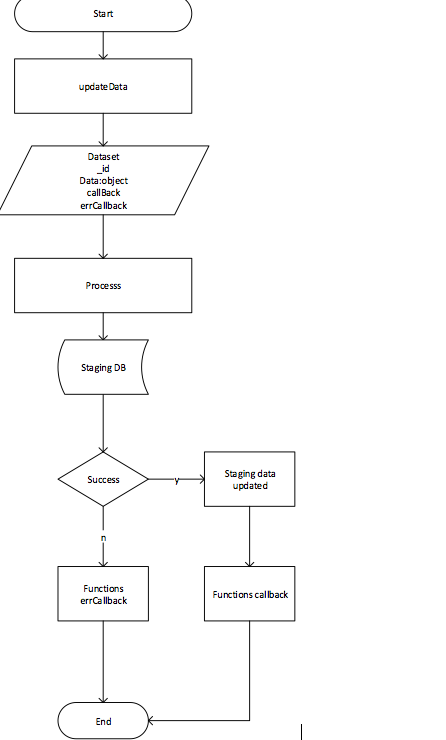 Start
updateData
Dataset
_id
Data:object
callBack
errCallback
Processs
Staging DB
Success
y
Staging data
updated
n
Functions
errCallback
Functions callback
End